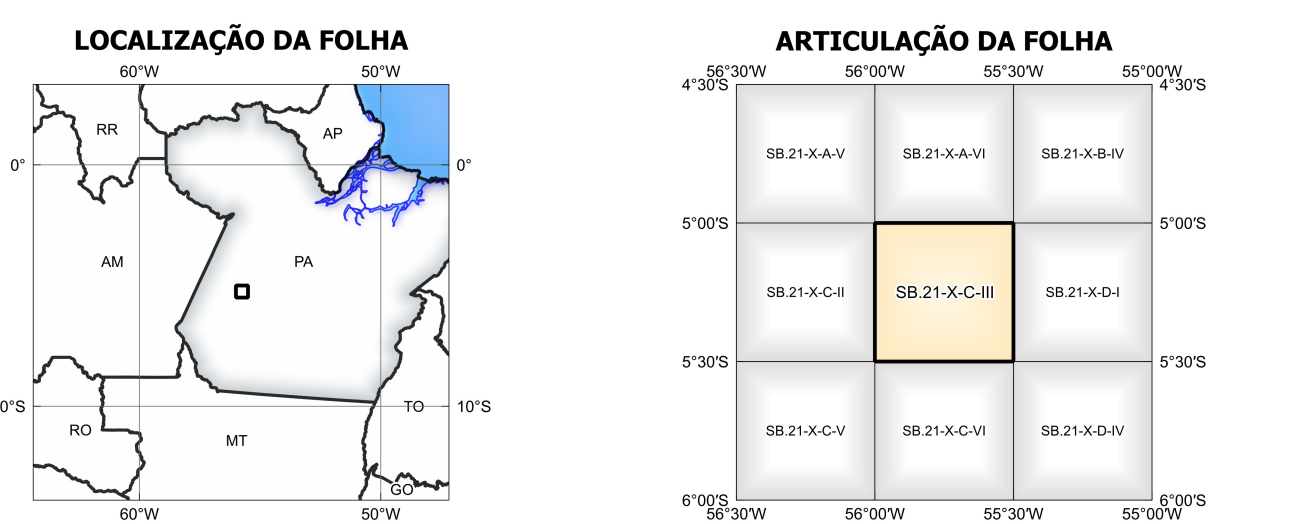 LOCALIZAÇÃO DA FOLHA
60°W 50°W
RR
AP
0° 0°
AM
PA
0°S TO 10°S
RO
MT
GO
60°W 50°W
ARTICULAÇÃO DA FOLHA
56°30'W 56°00'W 55°30'W 55°00'W
4°30'S 4°30'S
SB.21-X-A-V SB.21-X-A-VI SB.21-X-B-IV
5°00'S 5°00'S
SB.21-X-C-II SB.21-X-C-III SB.21-X-D-I
5°30'S 5°30'S
SB.21-X-C-V SB.21-X-C-VI SB.21-X-D-IV
6°00'S 6°00'S
56°30'W 56°00'W 55°30'W 55°00'W